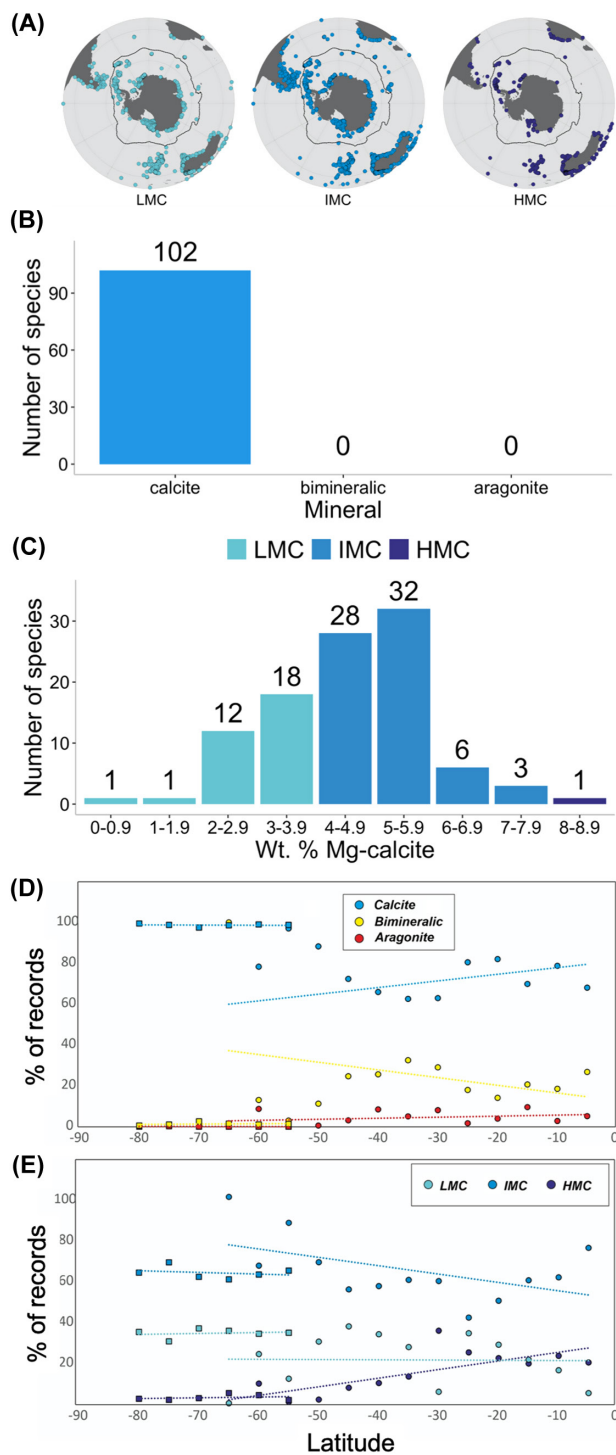 (A)
LMC IMC HMC
(B)
Number of species
102
0
0
90
60
30
0
calcite bimineralic aragonite
Mineral
(C)
LMC IMC HMC
Number of species
30
20
10
0
1 1 12 18 28 32 6 3 1
0-0.9 1-1.9 2-2.9 3-3.9 4-4.9 5-5.9 6-6.9 7-7.9 8-8.9
Wt. % Mg-calcite
(D)
Calcite
Bimineralic
Aragonite
% of records
100
80
60
40
20
0
-90 -80 -70 -60 -50 -40 -30 -20 -10 0
(E)
LMC IMC HMC
% of records
100
80
60
40
20
-90 -80 -70 -60 -50 -40 -30 -20 -10 0
Latitude